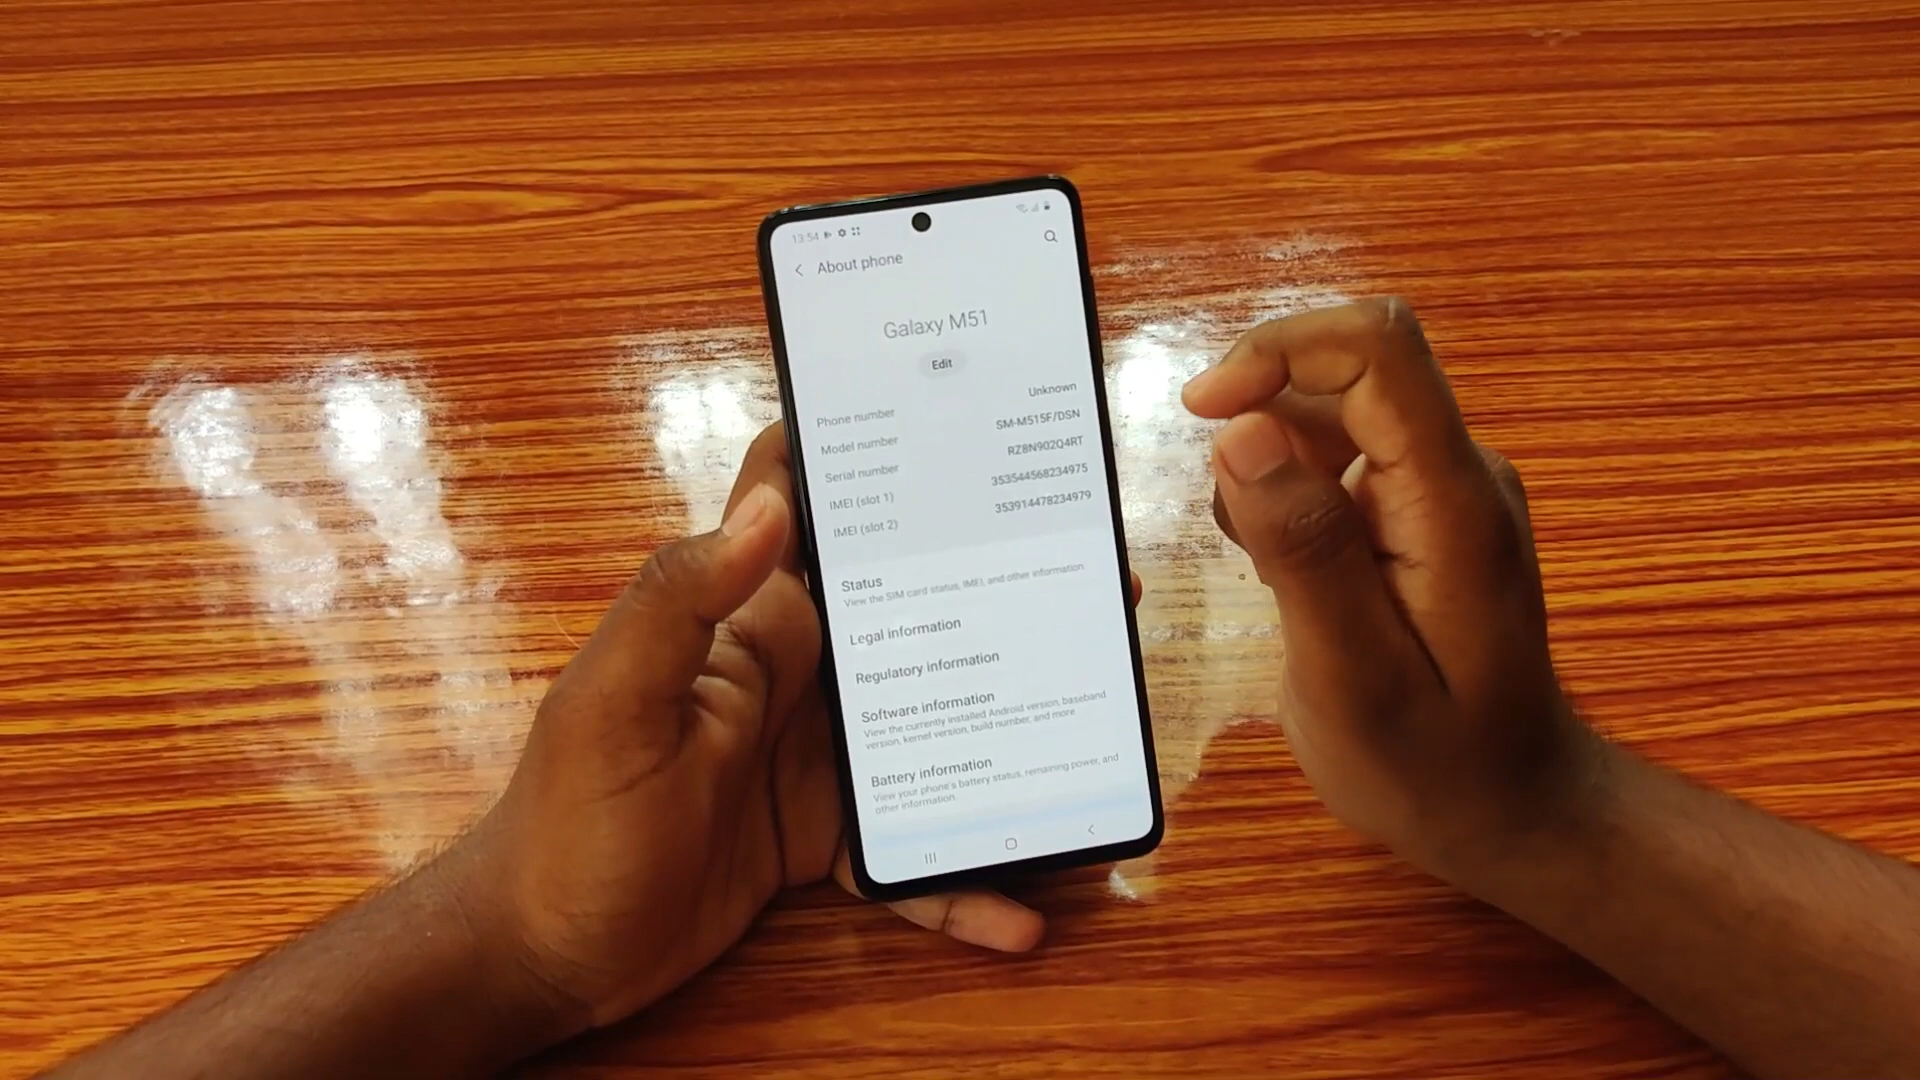 13:54
About phone
Galaxy M51
Edit
Phone number Unknown
Model number SM-M515F/DSN
Serial number RZ8N902Q4RT
IMEI (slot 1) 353544568234975
IMEI (slot 2) 353914478234979
Status
View the SIM card status, IMEI, and other information.
Legal information
Regulatory information
Software information
View the currently installed Android version, baseband
version, kernel version, build number, and more.
Battery information
View your phone's battery status, remaining power, and
other information.